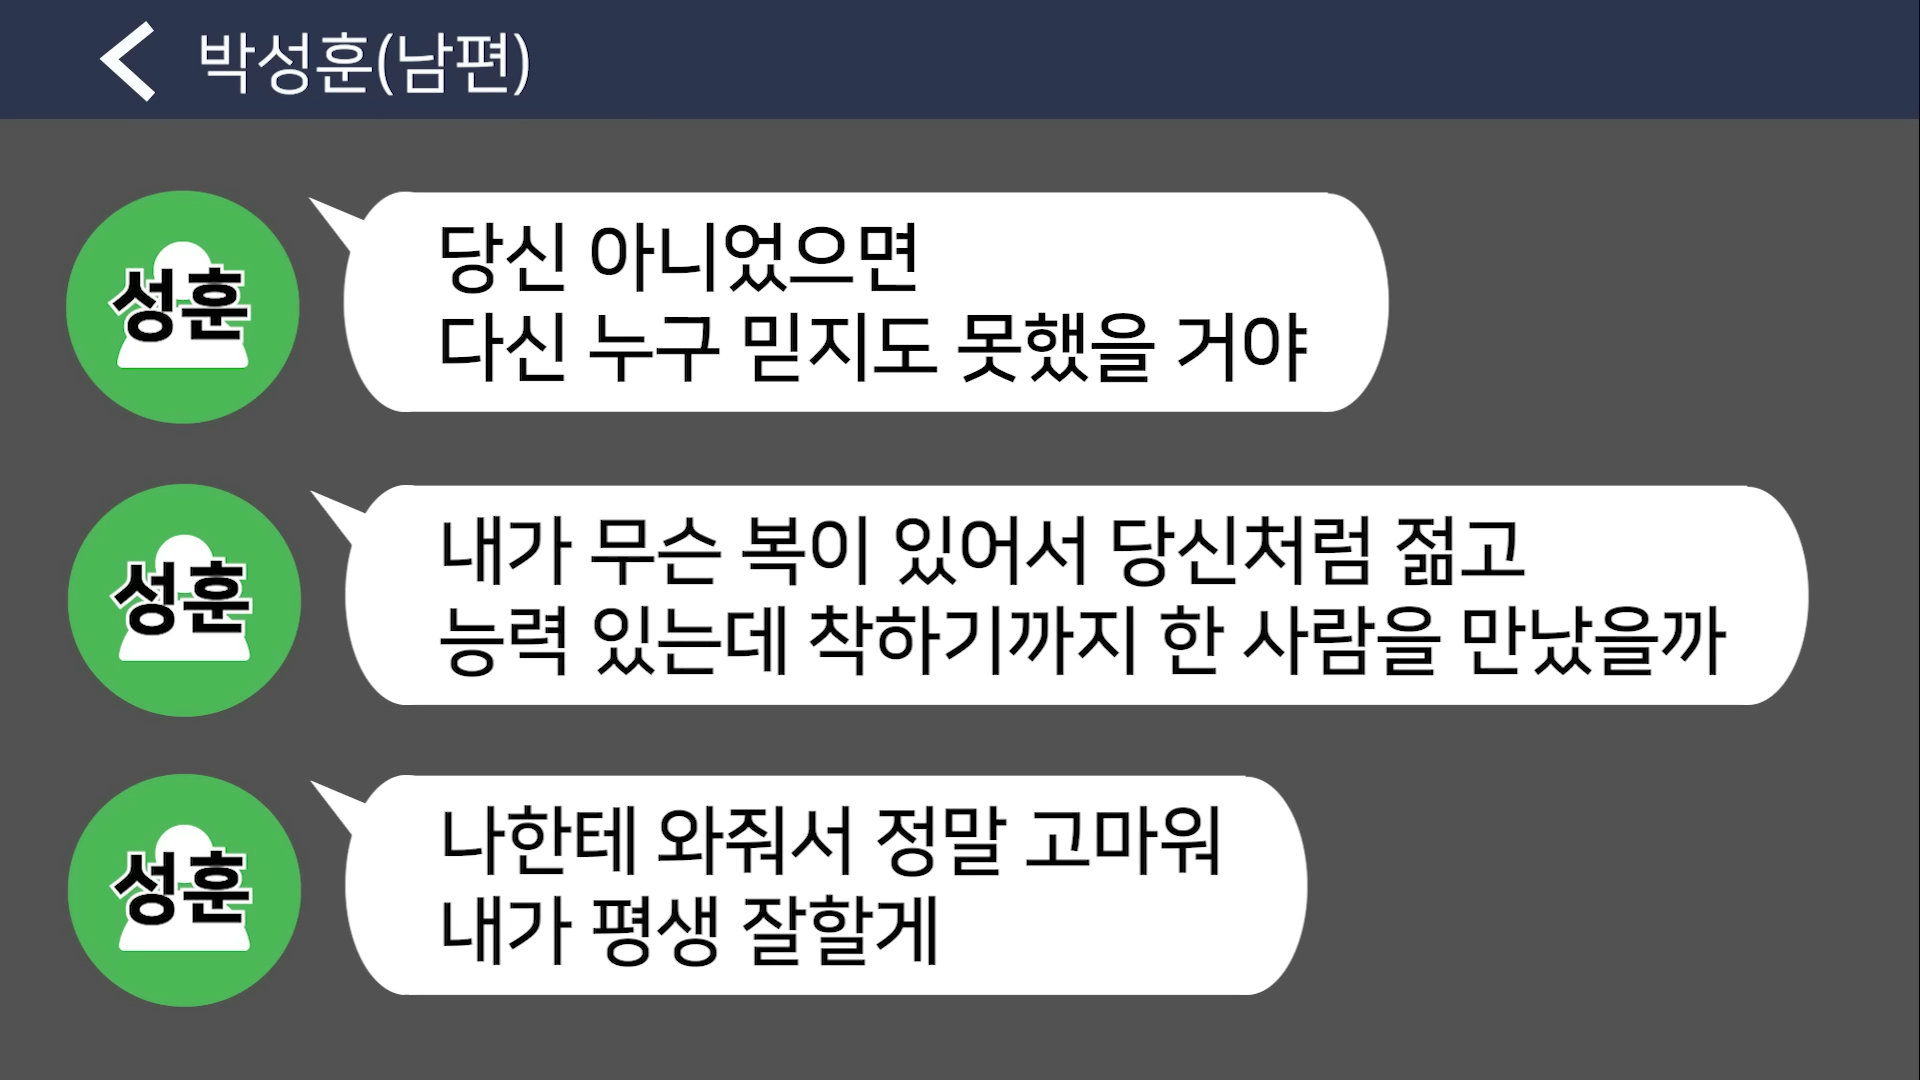 박성훈(남편)
성훈
당신 아니었으면
다신 누구 믿지도 못했을 거야
성훈
내가 무슨 복이 있어서 당신처럼 젊고
능력 있는데 착하기까지 한 사람을 만났을까
성훈
나한테 와줘서 정말 고마워
내가 평생 잘할게